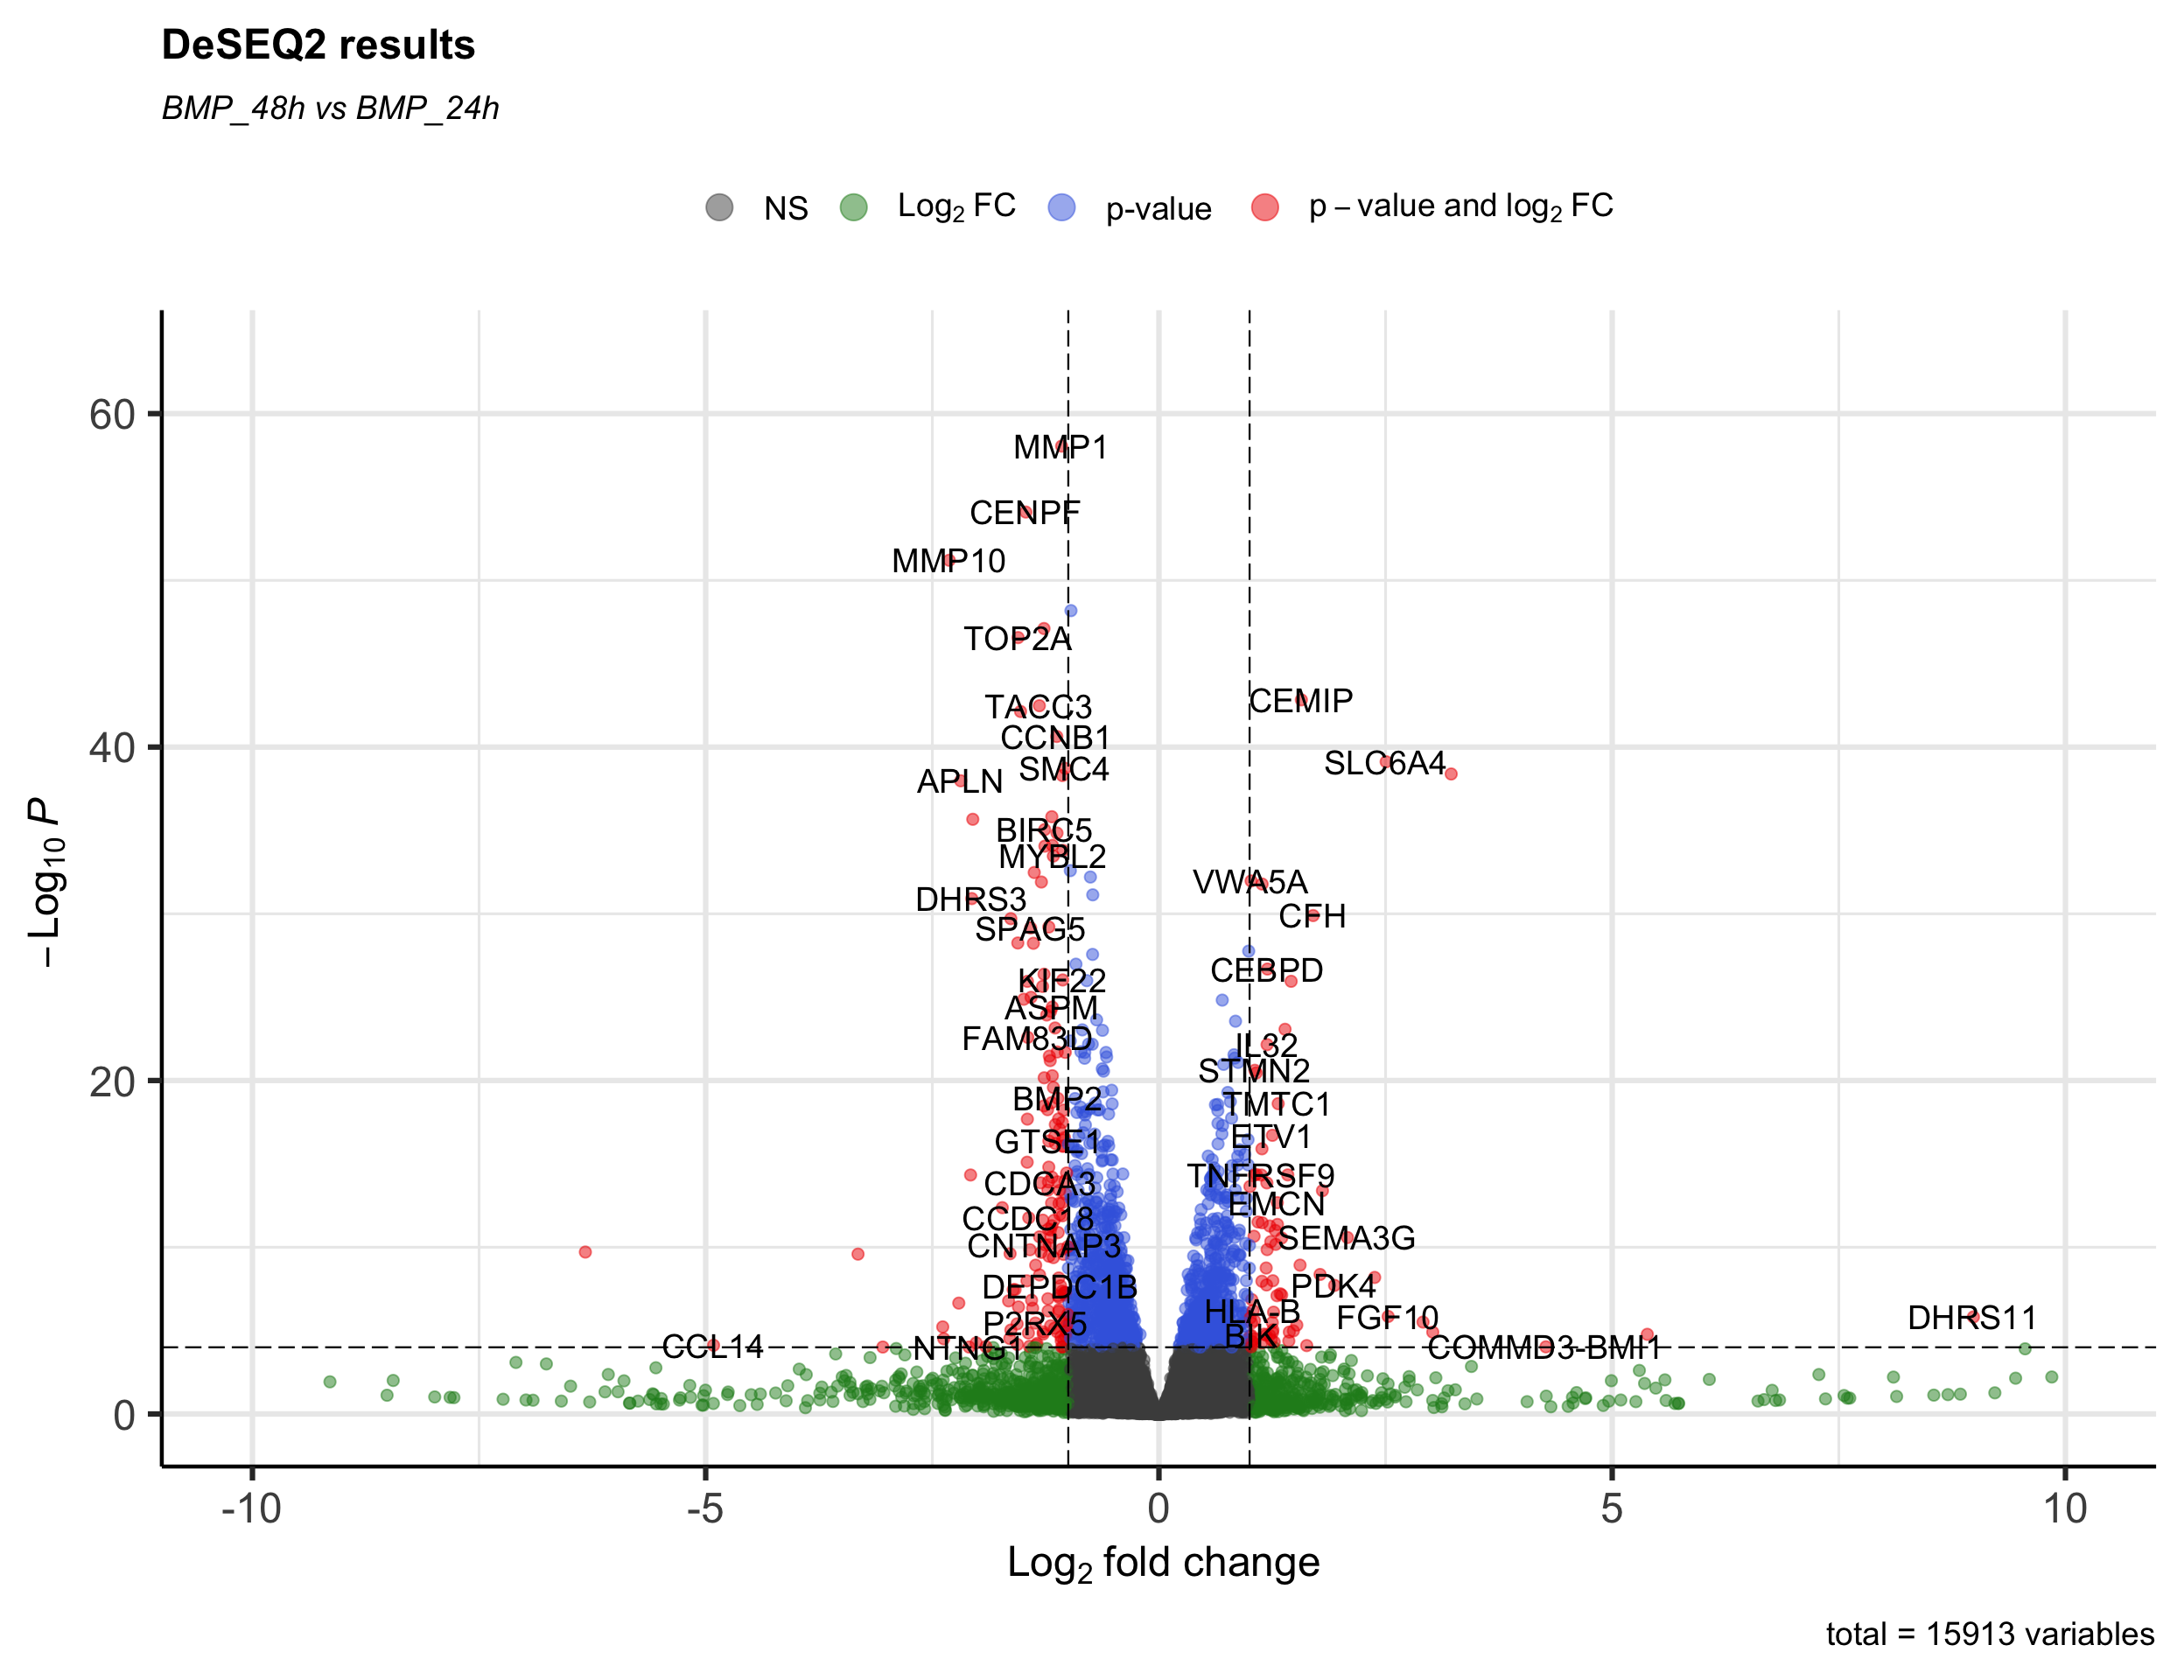 DeSEQ2 results
BMP_48h vs BMP_24h
NS Log2 FC p-value p – value and log2 FC
60
MMP1
CENPF
MMP10
TOP2A
CEMIP
TACC3
CCNB1
40
SLC6A4
SMC4
APLN
BIRC5
MYBL2
VWA5A
DHRS3
CFH
SPAG5
CEBPD
KIF22
ASPM
FAM83D
IL32
STMN2
20
BMP2
TMTC1
ETV1
GTSE1
TNFRSF9
CDCA3
EMCN
CCDC18
SEMA3G
CNTNAP3
PDK4
DEPDC1B
HLA-B
FGF10
DHRS11
P2RX5
BLK
CCL14
NTNG1
COMMD3-BMI1
0
– Log10 P
-10 -5 0 5 10
Log2 fold change
total = 15913 variables